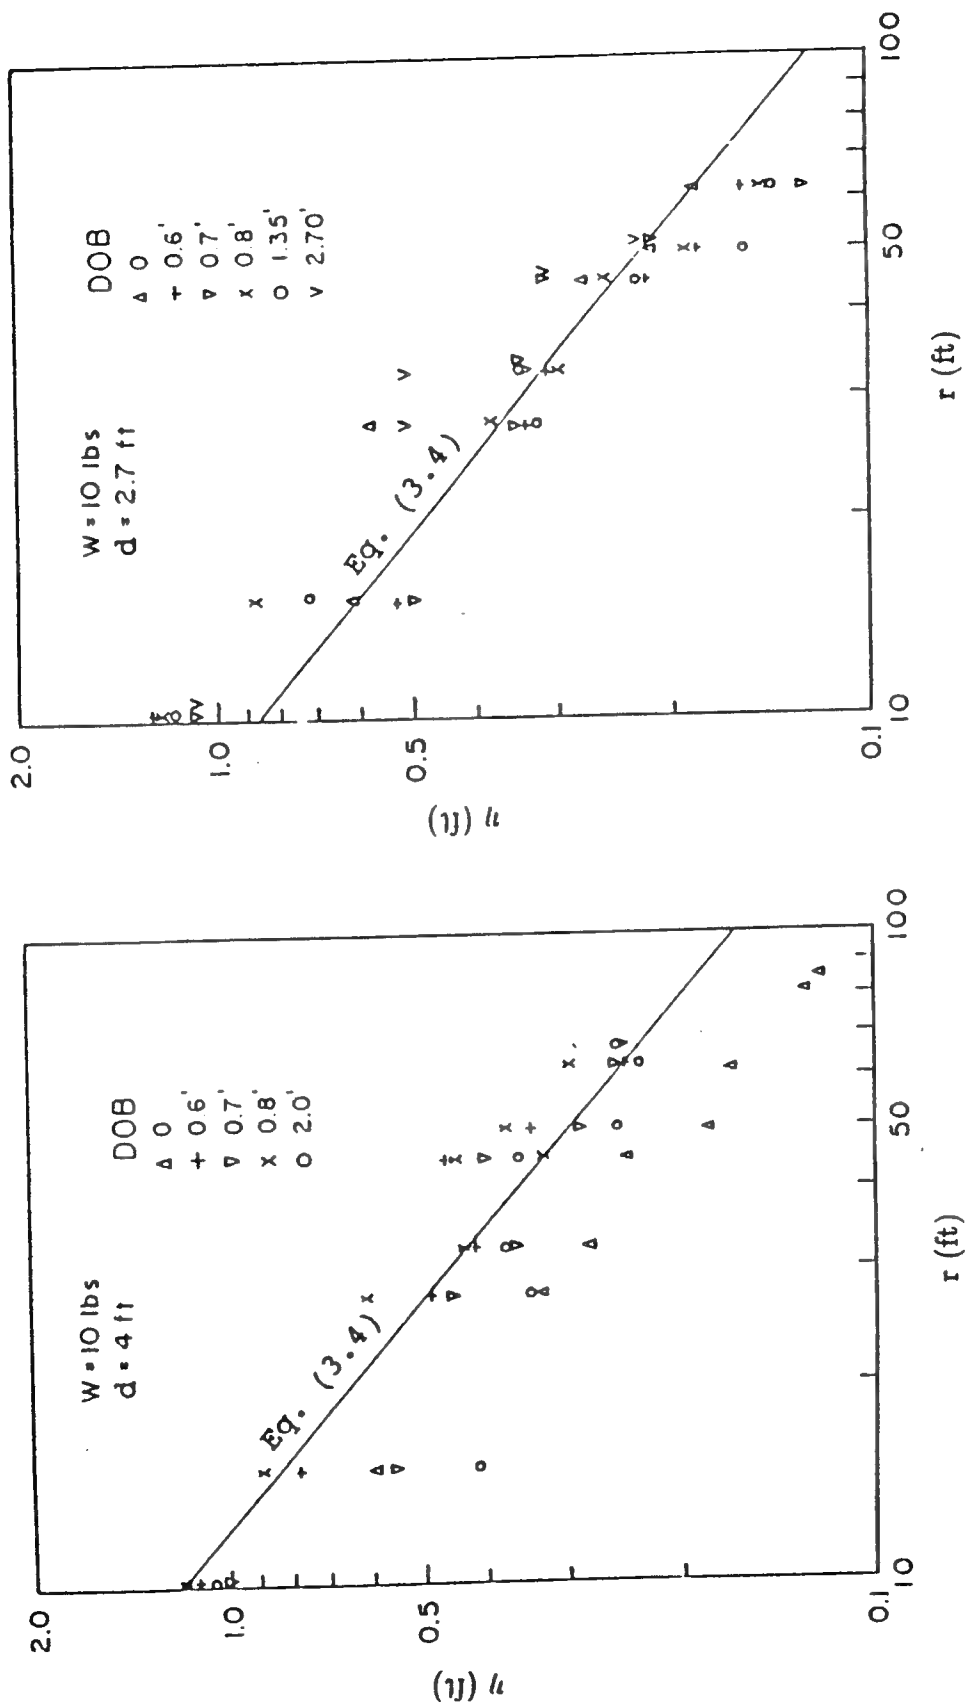 W = 10 lbs
d = 4 ft
DOB
Δ 0
+ 0.6'
∇ 0.7'
x 0.8'
o 2.0'
Eq. (3.4)
2.0
1.0
0.5
0.1
η (ft)
10
50
100
r (ft)
W = 10 lbs
d = 2.7 ft
DOB
Δ 0
+ 0.6'
∇ 0.7'
x 0.8'
o 1.35'
v 2.70'
Eq. (3.4)
2.0
1.0
0.5
0.1
η (ft)
10
50
100
r (ft)